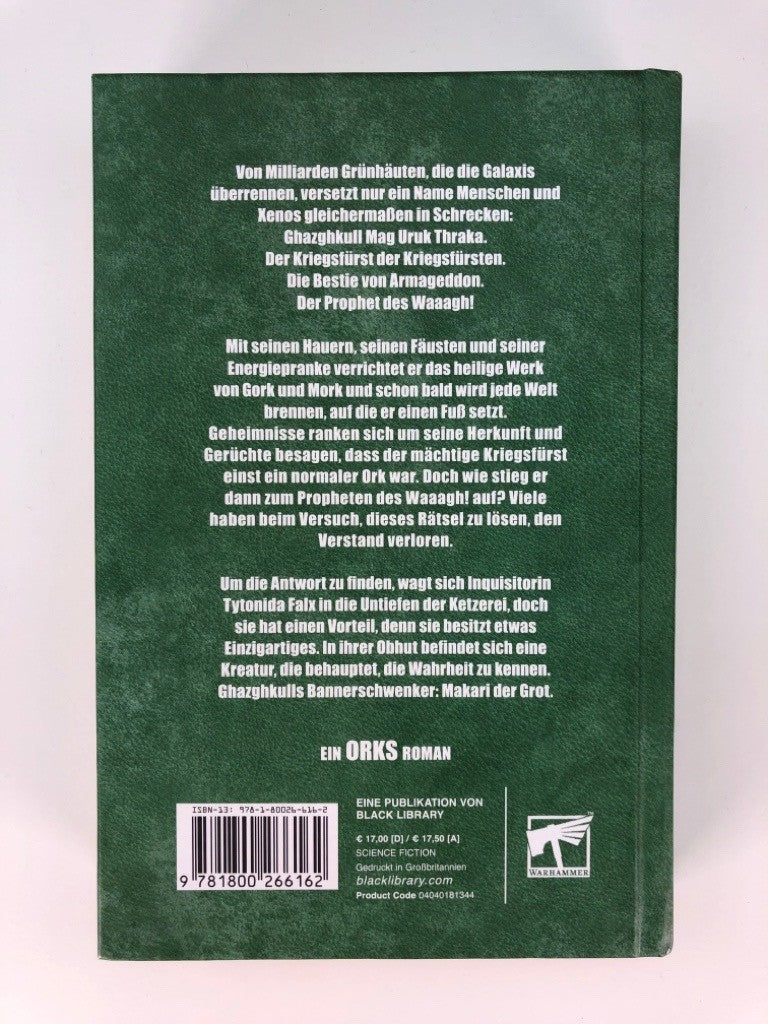 Von Milliarden Grünhäuten, die die Galaxis
überrennen, versetzt nur ein Name Menschen und
Xenos gleichermaßen in Schrecken:
Ghazghkull Mag Uruk Thraka.
Der Kriegsfürst der Kriegsfürsten.
Die Bestie von Armageddon.
Der Prophet des Waaagh!
Mit seinen Hauern, seinen Fäusten und seiner
Energiepranke verrichtet er das heilige Werk
von Gork und Mork und schon bald wird jede Welt
brennen, auf die er einen Fuß setzt.
Geheimnisse ranken sich um seine Herkunft und
Gerüchte besagen, dass der mächtige Kriegsfürst
einst ein normaler Ork war. Doch wie stieg er
dann zum Propheten des Waaagh! auf? Viele
haben beim Versuch, dieses Rätsel zu lösen, den
Verstand verloren.
Um die Antwort zu finden, wagt sich Inquisitorin
Tytonida Falx in die Untiefen der Ketzerei, doch
sie hat einen Vorteil, denn sie besitzt etwas
Einzigartiges. In ihrer Obhut befindet sich eine
Kreatur, die behauptet, die Wahrheit zu kennen.
Ghazghkulls Bannerschwenker: Makari der Grot.
EIN ORKS ROMAN
ISBN-13: 978-1-80026-616-2
9 781800 266162
EINE PUBLIKATION VON
BLACK LIBRARY
€ 17,00 [D] / € 17,50 [A]
SCIENCE FICTION
Gedruckt in Großbritannien
blacklibrary.com
Product Code 04040181344
WARHAMMER